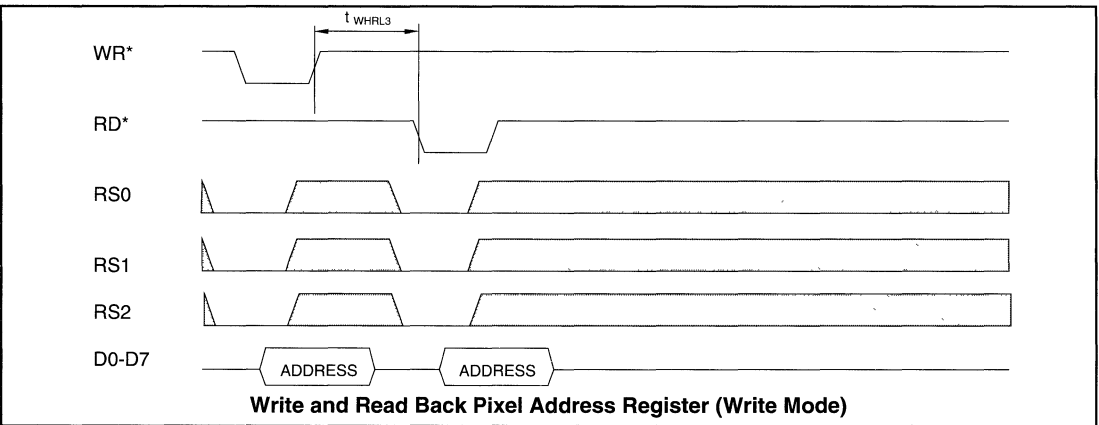 t WHRL3
WR*
RD*
RS0
RS1
RS2
D0-D7 ADDRESS ADDRESS
Write and Read Back Pixel Address Register (Write Mode)